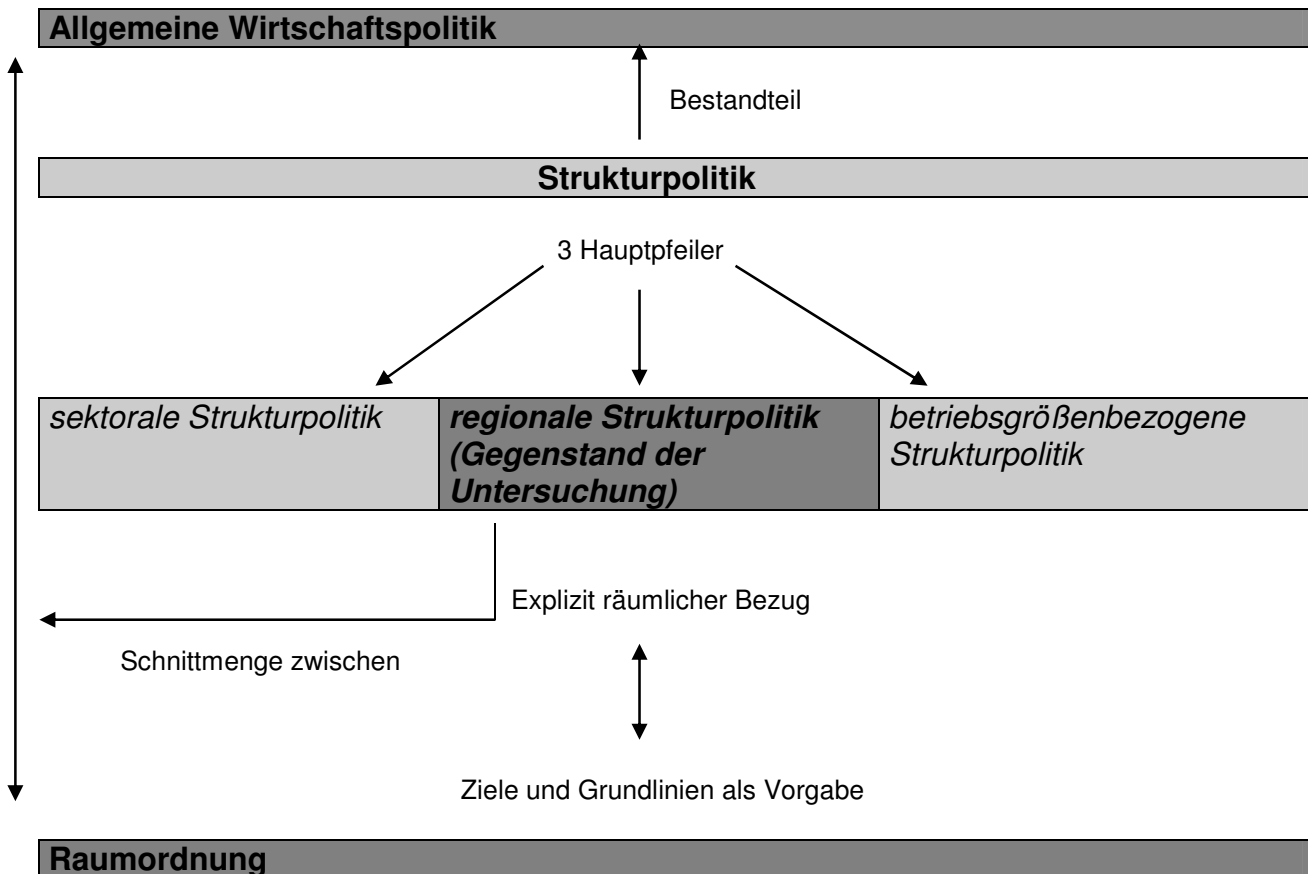 Allgemeine Wirtschaftspolitik
Bestandteil
Strukturpolitik
3 Hauptpfeiler
sektorale Strukturpolitik
regionale Strukturpolitik
(Gegenstand der
Untersuchung)
betriebsgrößenbezogene
Strukturpolitik
Explizit räumlicher Bezug
Schnittmenge zwischen
Ziele und Grundlinien als Vorgabe
Raumordnung